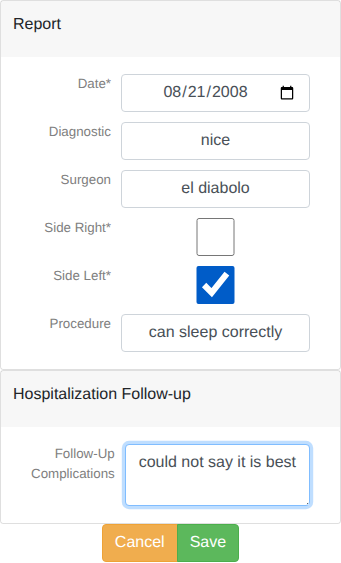 Report
Date* 08/21/2008
Diagnostic nice
Surgeon el diabolo
Side Right*
Side Left*
Procedure can sleep correctly
Hospitalization Follow-up
Follow-Up
Complications
could not say it is best
Cancel Save